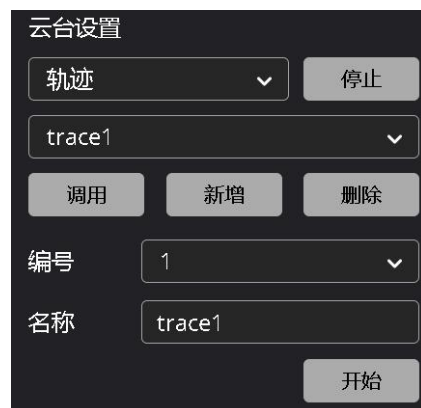 云台设置
轨迹 停止
trace1
调用 新增 删除
编号 1
名称 trace1
开始